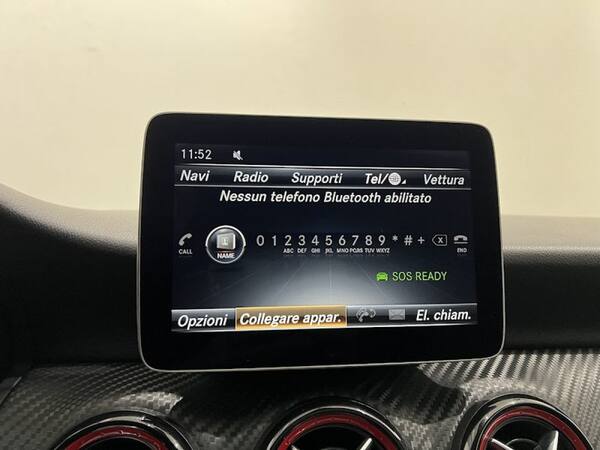 11:52
Navi Radio Supporti Tel/ Vettura
Nessun telefono Bluetooth abilitato
CALL NAME 0 1 2 3 4 5 6 7 8 9 * # + END
ABC DEF GHI JKL MNO PQRS TUV WXYZ
SOS READY
Opzioni Collegare appar. El. chiam.